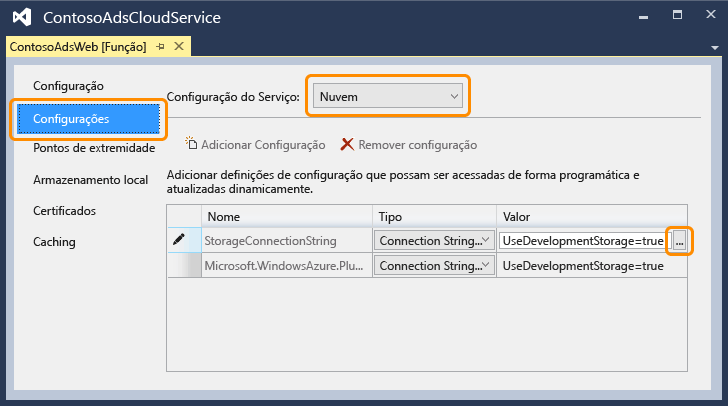 ContosoAdsCloudService
ContosoAdsWeb [Função]
Configuração
Configurações
Pontos de extremidade
Armazenamento local
Certificados
Caching
Configuração do Serviço: Nuvem
Adicionar Configuração Remover configuração
Adicionar definições de configuração que possam ser acessadas de forma programática e
atualizadas dinamicamente.
Nome Tipo Valor
StorageConnectionString Connection String... UseDevelopmentStorage=true ...
Microsoft.WindowsAzure.Plu... Connection String... UseDevelopmentStorage=true